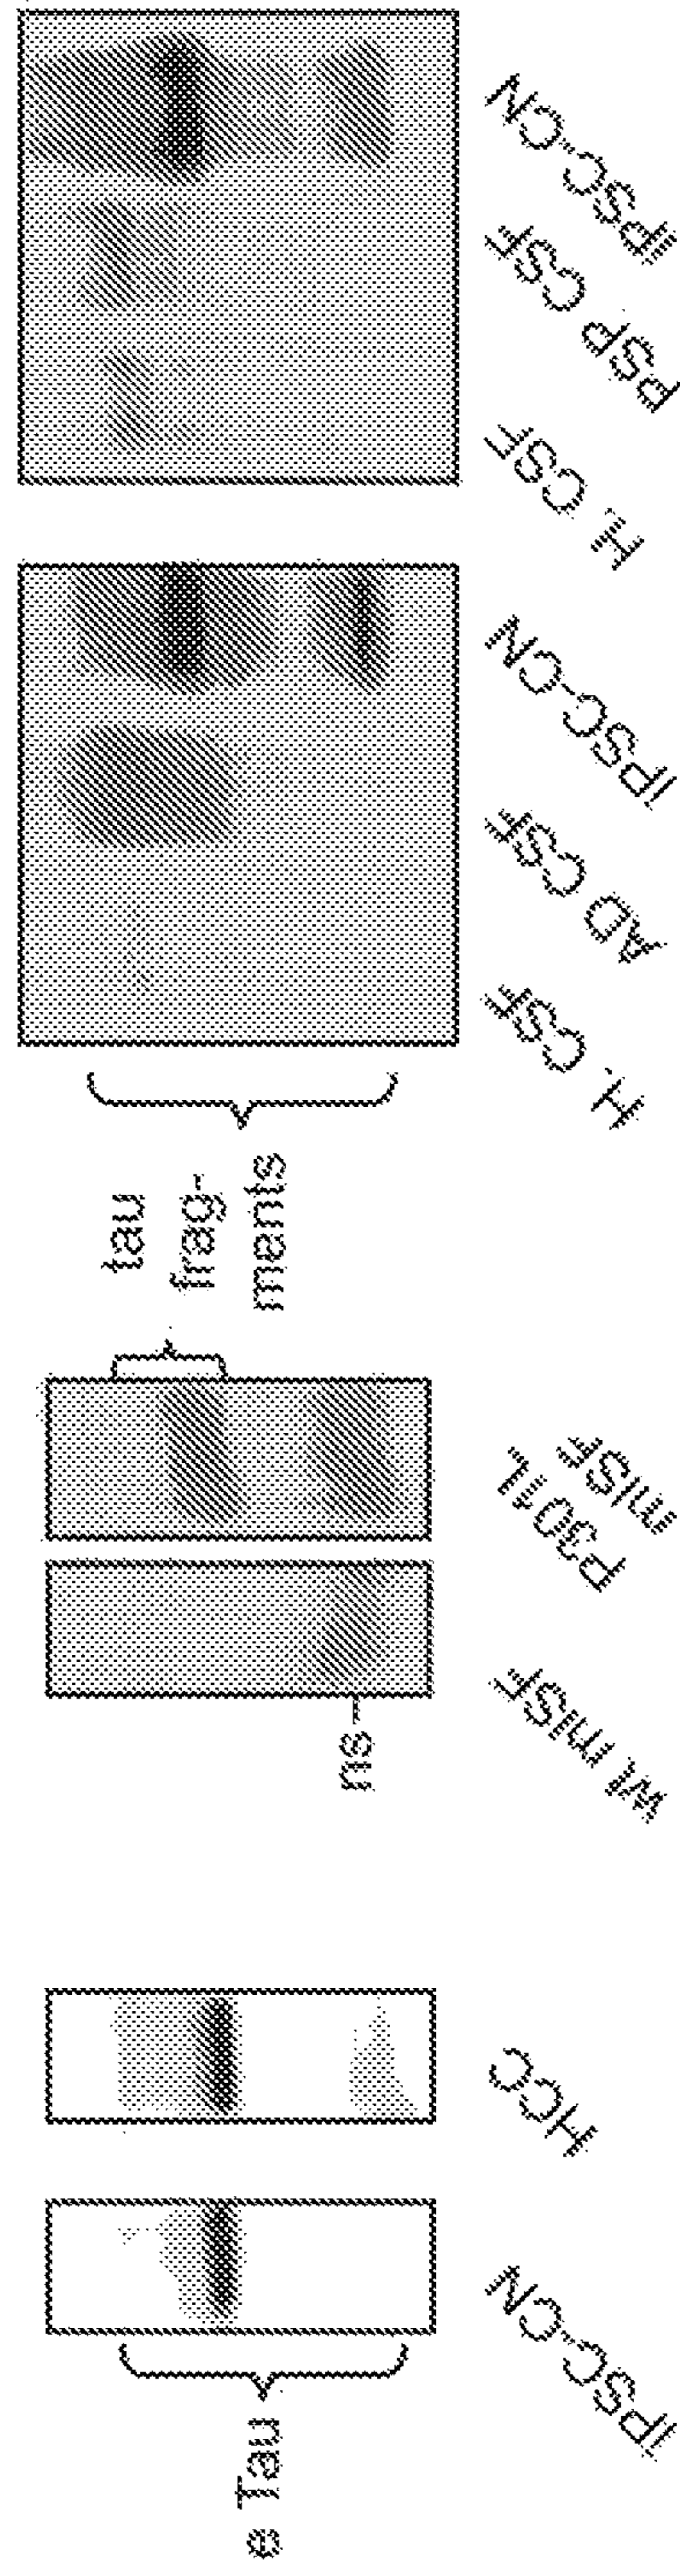 e Tau
iPSC-CN
HCC
ns-
wt mISF
P301L
mISF
tau
frag-
ments
H. CSF
AD CSF
iPSC-CN
H. CSF
PSP CSF
iPSC-CN